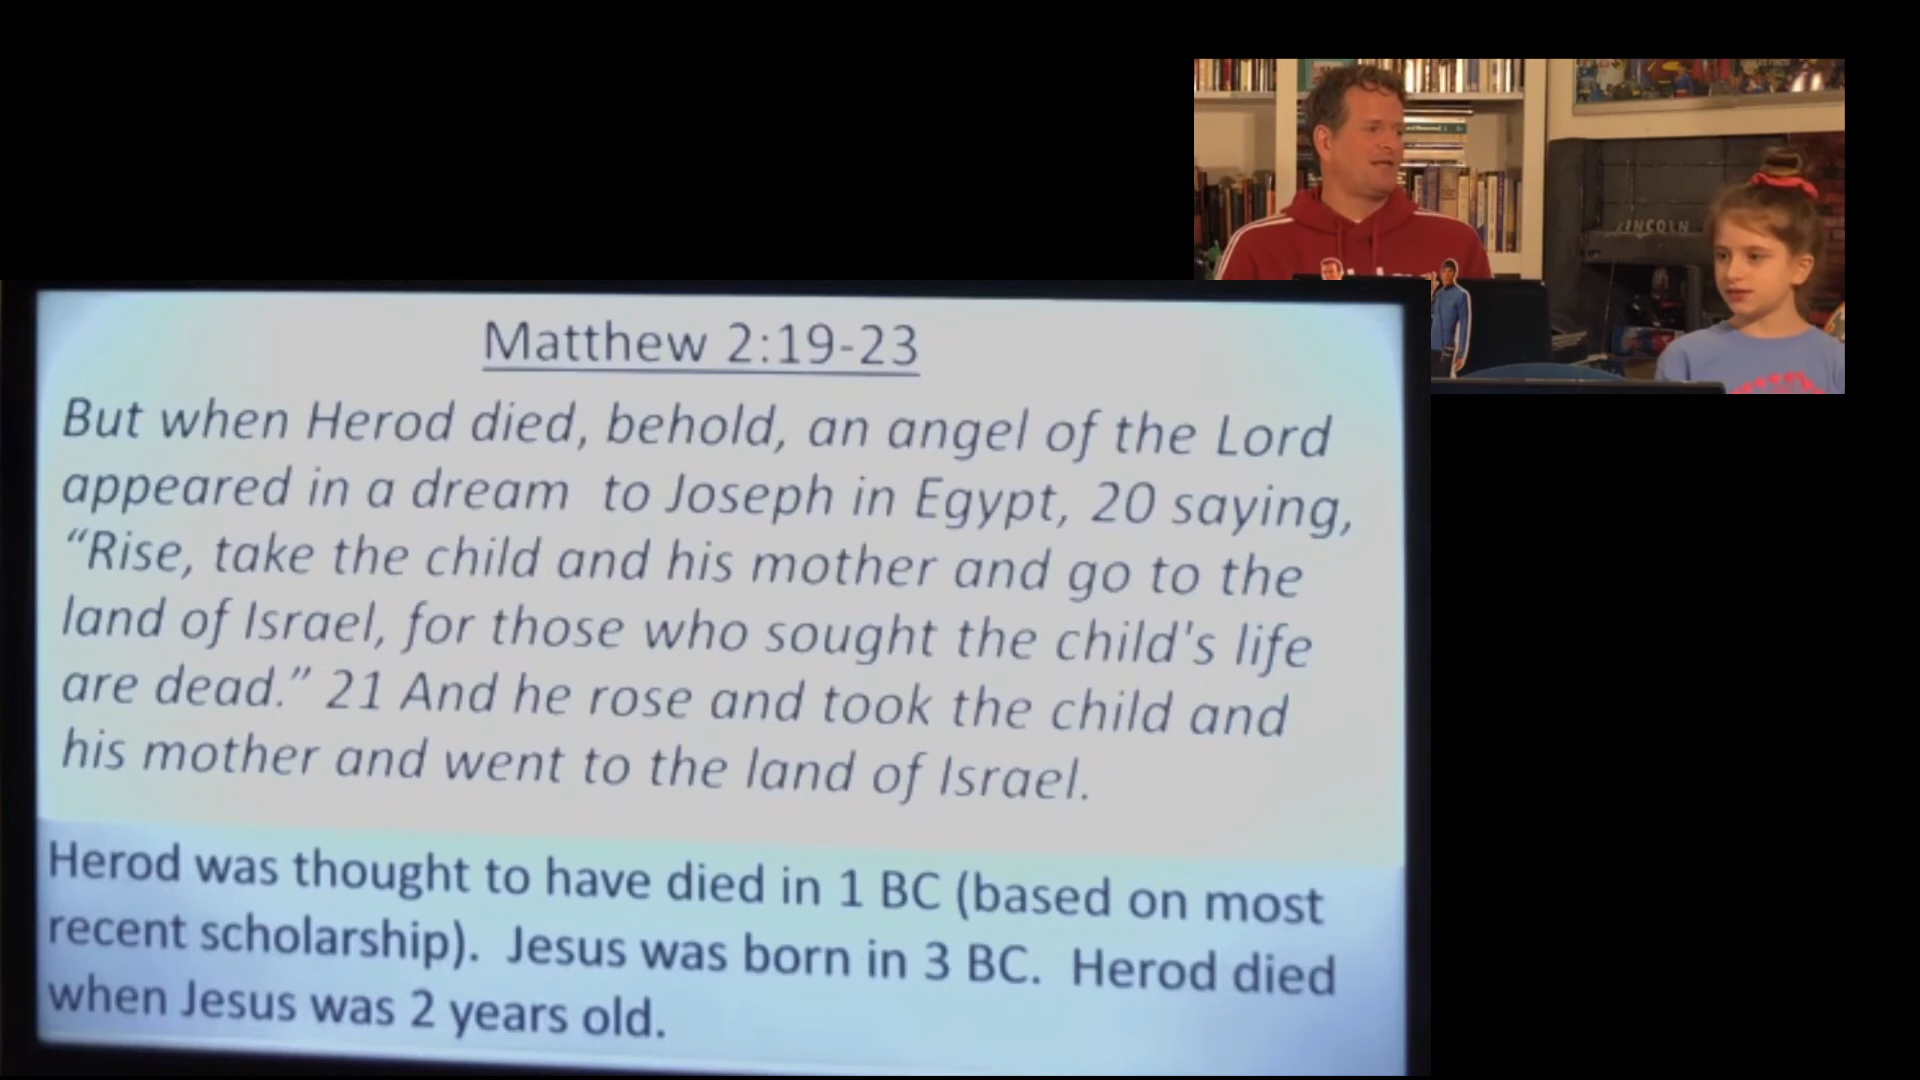 LINCOLN
Matthew 2:19-23
But when Herod died, behold, an angel of the Lord
appeared in a dream to Joseph in Egypt, 20 saying,
“Rise, take the child and his mother and go to the
land of Israel, for those who sought the child's life
are dead.” 21 And he rose and took the child and
his mother and went to the land of Israel.
Herod was thought to have died in 1 BC (based on most
recent scholarship). Jesus was born in 3 BC. Herod died
when Jesus was 2 years old.